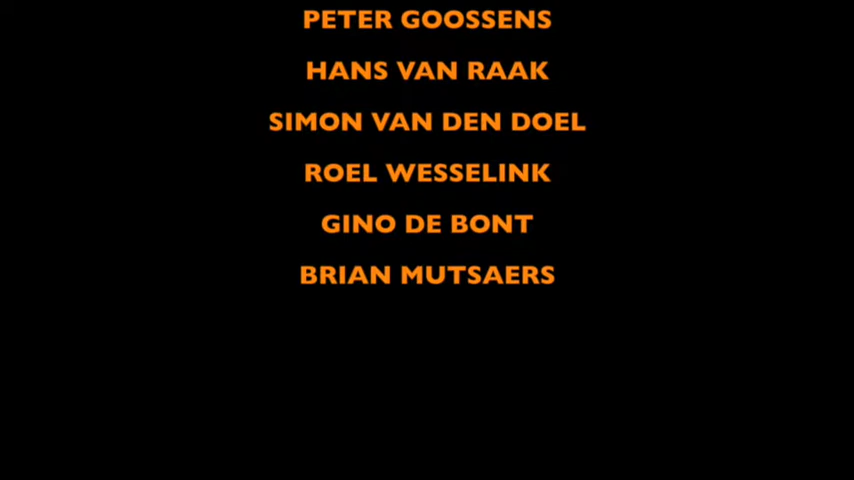 PETER GOOSSENS
HANS VAN RAAK
SIMON VAN DEN DOEL
ROEL WESSELINK
GINO DE BONT
BRIAN MUTSAERS